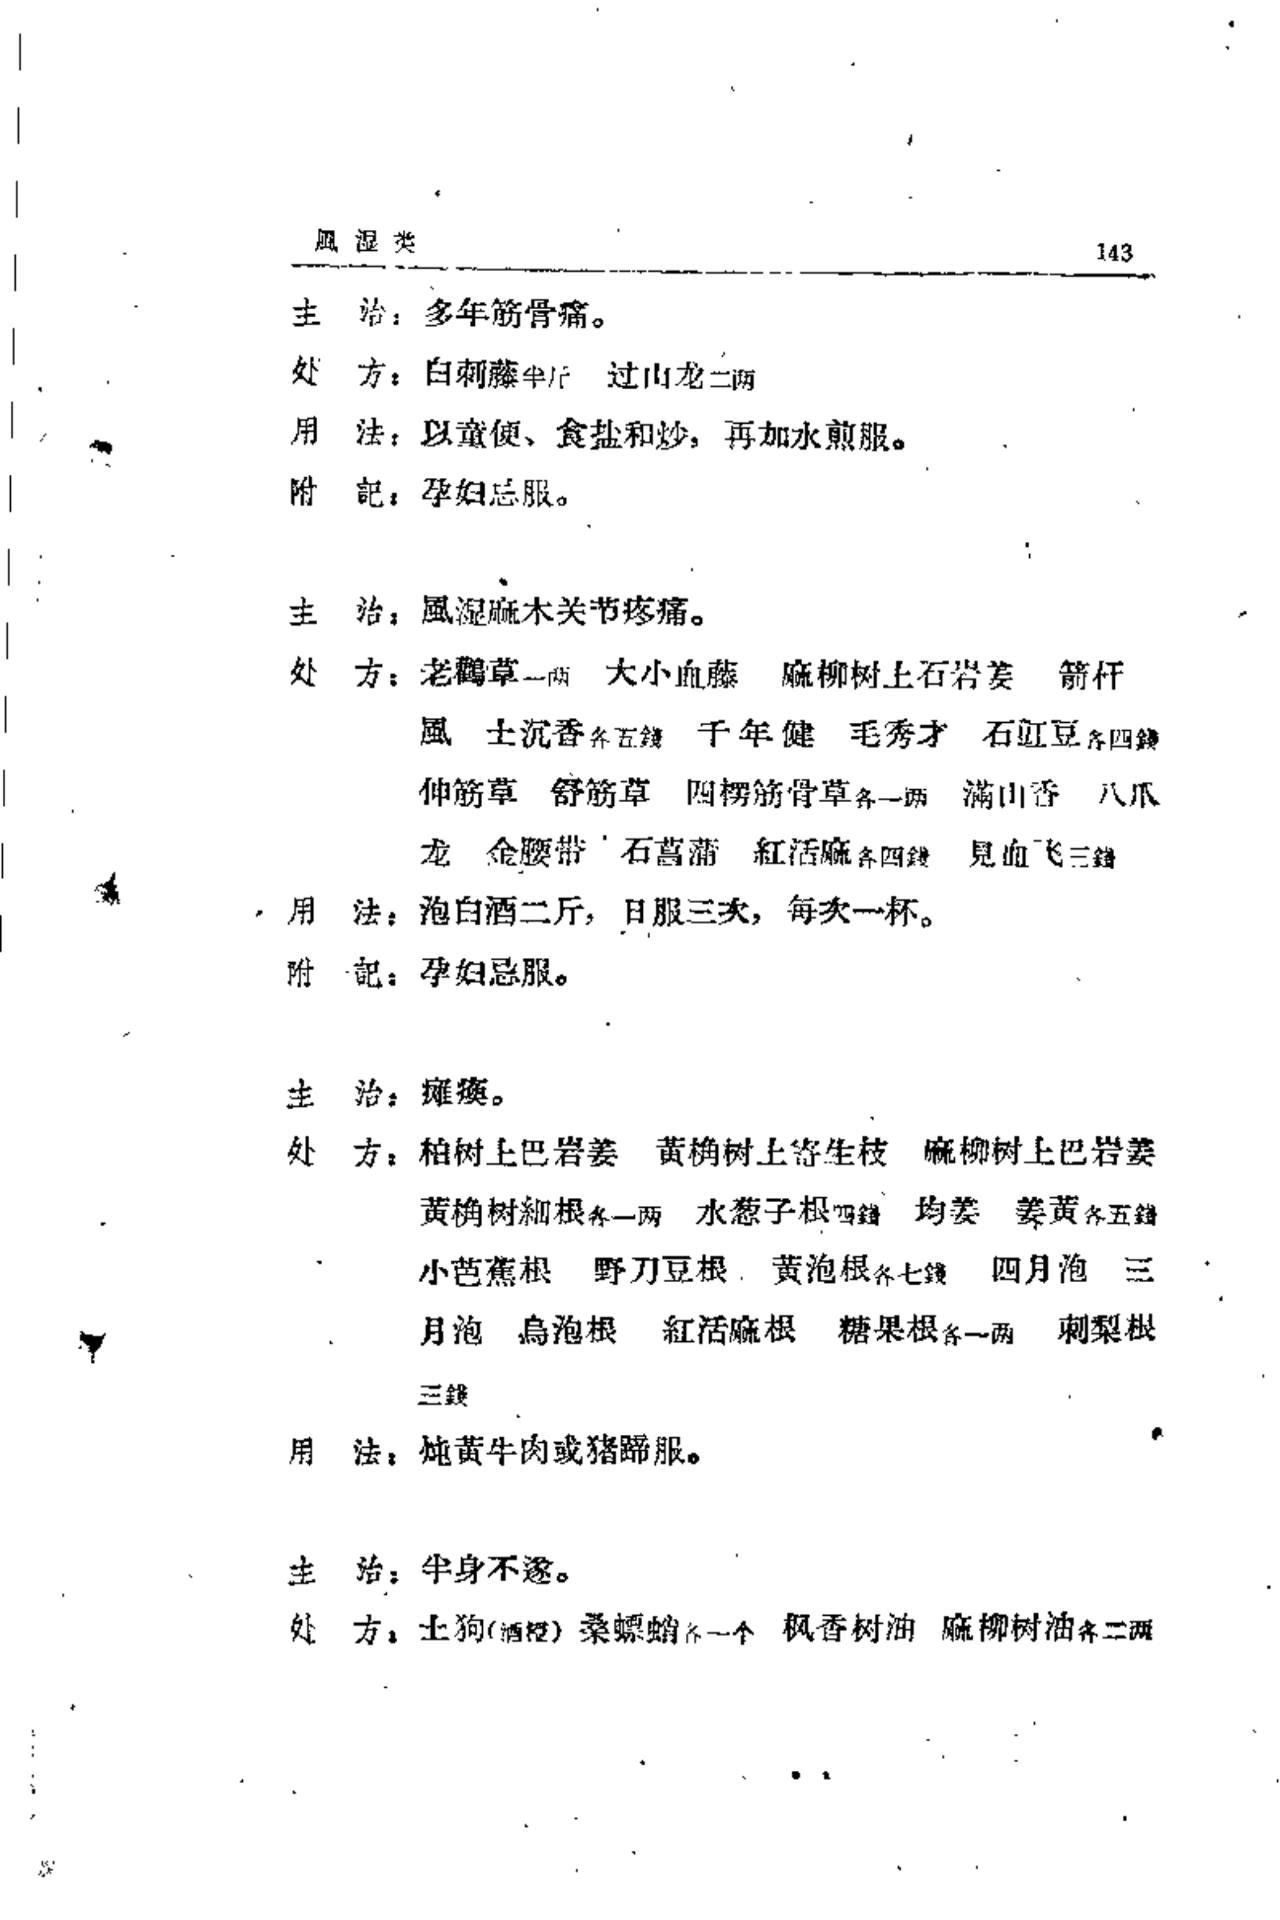 風湿类 143
主 治：多年筋骨痛。
处 方：白刺藤半斤 过山龙二两
用 法：以童便、食盐和炒，再加水煎服。
附 記：孕妇忌服。
主 治：風湿麻木关节疼痛。
处 方：老鸛草一两 大小血藤 麻柳树上石岩姜 箭杆
風 土沉香各五錢 千年健 毛秀才 石豇豆各四錢
伸筋草 舒筋草 四楞筋骨草各一两 滿山香 八爪
龙 金腰带 石菖蒲 紅活麻各四錢 見血飞三錢
用 法：泡白酒二斤，日服三次，每次一杯。
附 記：孕妇忌服。
主 治：瘫痪。
处 方：柏树上巴岩姜 黄桷树上寄生枝 麻柳树上巴岩姜
黄桷树細根各一两 水葱子根四錢 均姜 姜黄各五錢
小芭蕉根 野刀豆根 黄泡根各七錢 四月泡 三
月泡 烏泡根 紅活麻根 糖果根各一两 刺梨根
三錢
用 法：炖黄牛肉或猪蹄服。
主 治：半身不遂。
处 方：土狗(酒) 桑螵蛸各一个 枫香树油 麻柳树油各二两